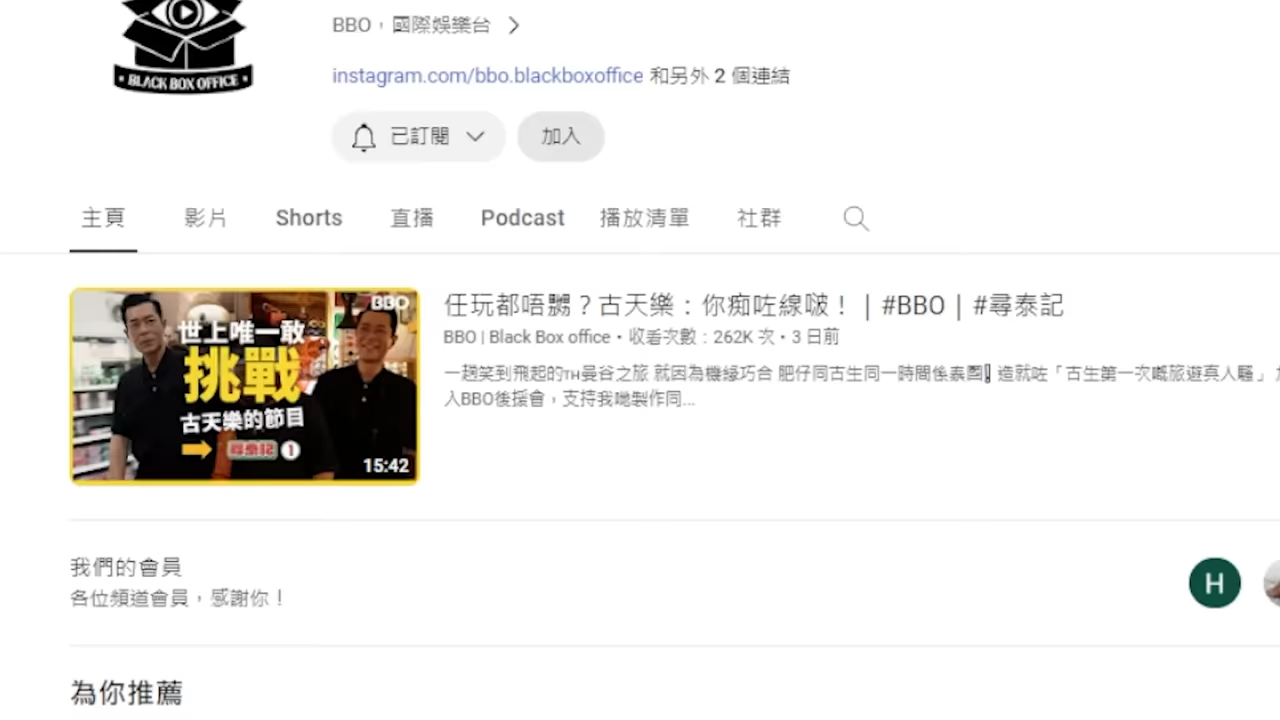 BLACK BOX OFFICE
BBO，國際娛樂台
instagram.com/bbo.blackboxoffice 和另外 2 個連結
已訂閱
加入
主頁
影片
Shorts
直播
Podcast
播放清單
社群
BBO
世上唯一敢
挑戰
古天樂的節目
尋泰記 1
15:42
任玩都唔嬲？古天樂：你痴咗線啵！｜#BBO｜#尋泰記
BBO | Black Box office・收看次數：262K 次・3 日前
一趟笑到飛起的TH曼谷之旅 就因為機緣巧合 肥仔同古生同一時間係泰國 造就咗「古生第一次嘅旅遊真人騷」
入BBO後援會，支持我哋製作同...
我們的會員
各位頻道會員，感謝你！
H
為你推薦